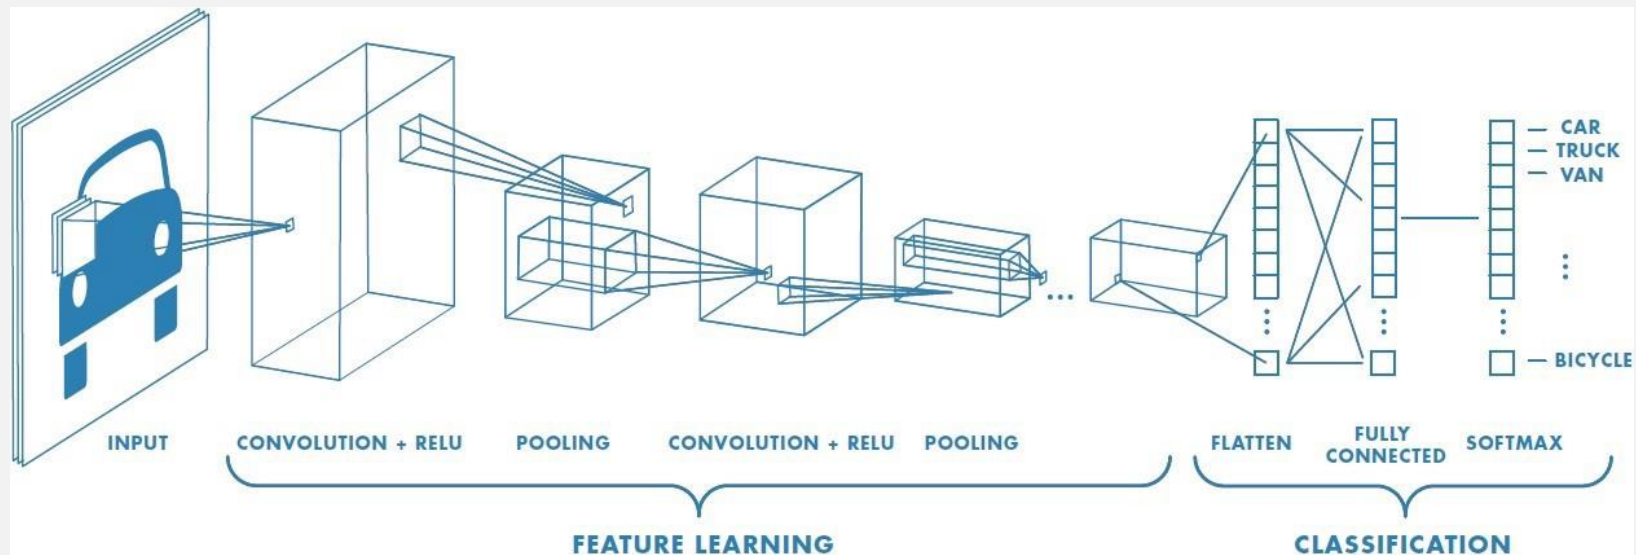 CAR
TRUCK
VAN
BICYCLE
INPUT
CONVOLUTION + RELU
POOLING
CONVOLUTION + RELU
POOLING
FLATTEN
FULLY
CONNECTED
SOFTMAX
FEATURE LEARNING
CLASSIFICATION